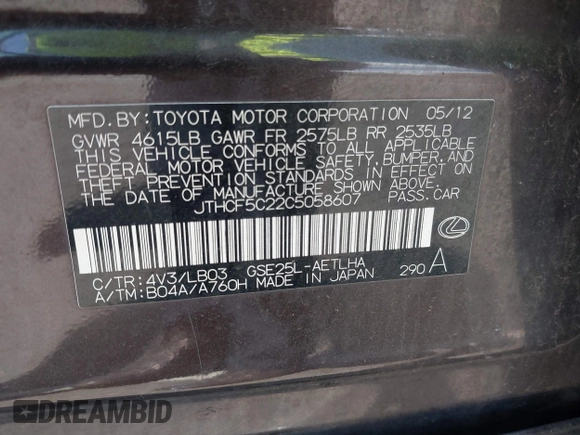 MFD. BY: TOYOTA MOTOR CORPORATION 05/12
GVWR 4615LB GAWR FR 2575LB RR 2535LB
THIS VEHICLE CONFORMS TO ALL APPLICABLE
FEDERAL MOTOR VEHICLE SAFETY, BUMPER, AND
THEFT PREVENTION STANDARDS IN EFFECT ON
THE DATE OF MANUFACTURE SHOWN ABOVE.
JTHCF5C22C5058607 PASS.CAR
C/TR: 4V3/LB03 GSE25L-AETLHA
A/TM: B04A/A760H MADE IN JAPAN 290 A
DREAMBID